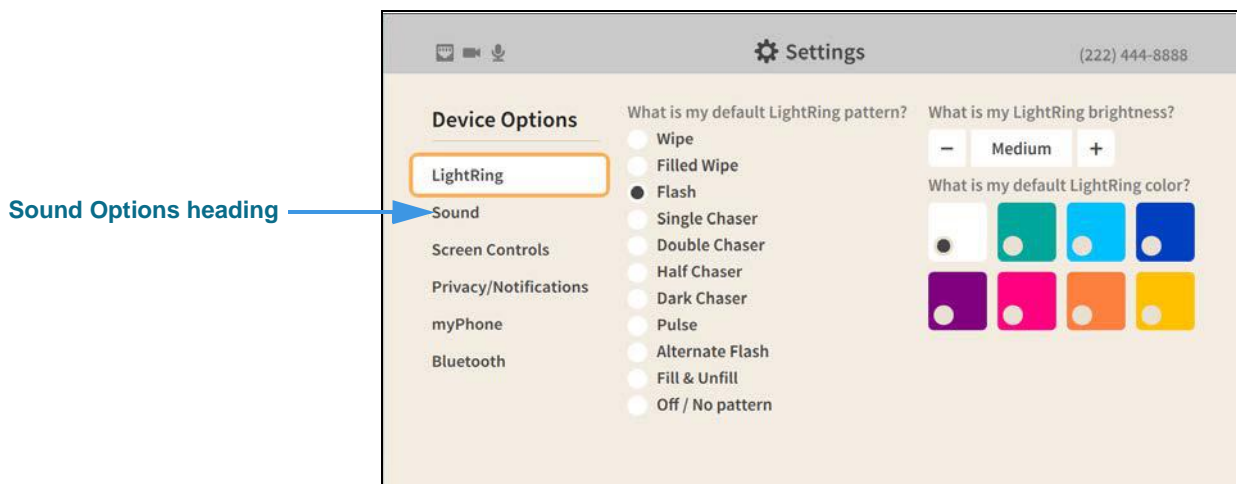 Settings
(222) 444-8888
Device Options
LightRing
Sound
Screen Controls
Privacy/Notifications
myPhone
Bluetooth
Sound Options heading
What is my default LightRing pattern?
Wipe
Filled Wipe
Flash
Single Chaser
Double Chaser
Half Chaser
Dark Chaser
Pulse
Alternate Flash
Fill & Unfill
Off / No pattern
What is my LightRing brightness?
− Medium +
What is my default LightRing color?